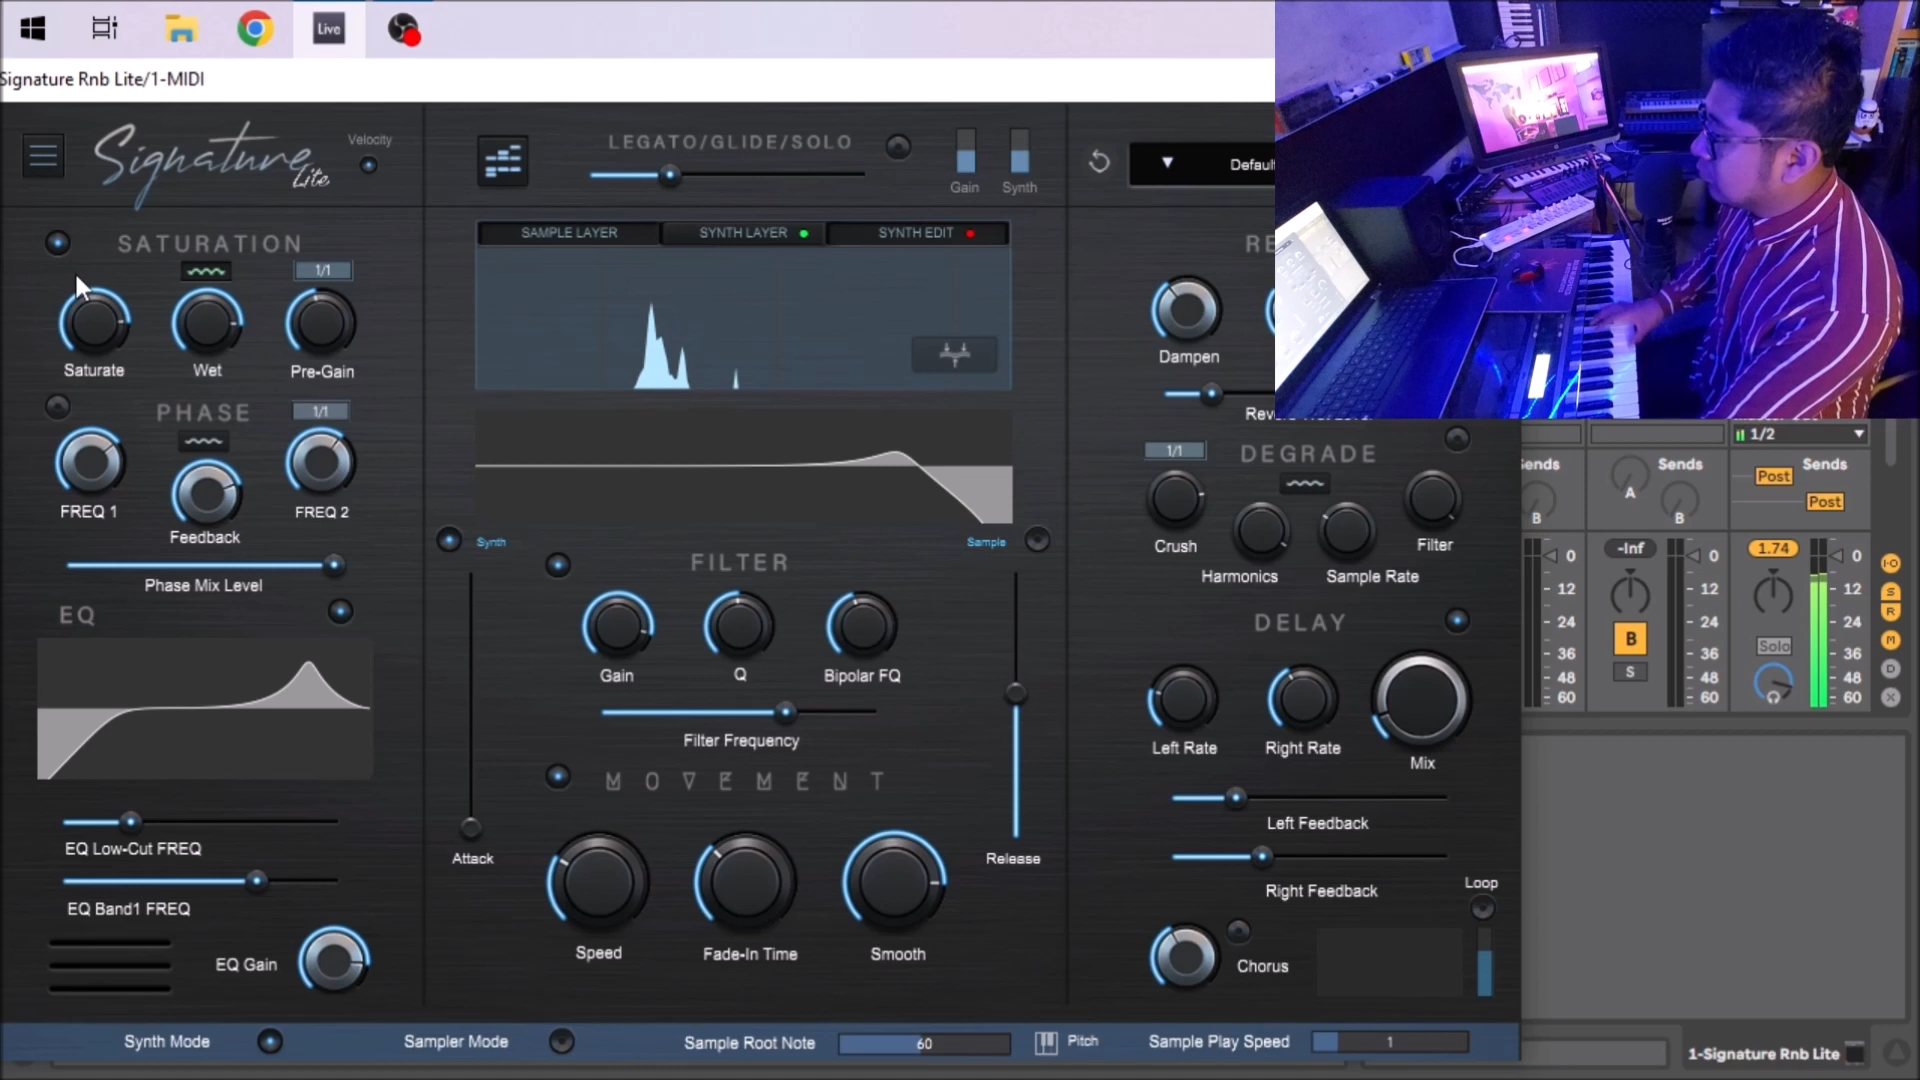 Live
Signature Rnb Lite/1-MIDI
Signature Lite
Velocity
LEGATO/GLIDE/SOLO
Gain
Synth
Default
SATURATION
1/1
Saturate
Wet
Pre-Gain
PHASE
1/1
FREQ 1
Feedback
FREQ 2
Phase Mix Level
EQ
EQ Low-Cut FREQ
EQ Band1 FREQ
EQ Gain
SAMPLE LAYER
SYNTH LAYER
SYNTH EDIT
Synth
Sample
FILTER
Gain
Q
Bipolar FQ
Filter Frequency
MOVEMENT
Attack
Release
Speed
Fade-In Time
Smooth
Dampen
1/1
DEGRADE
Crush
Harmonics
Sample Rate
Filter
DELAY
Left Rate
Right Rate
Mix
Left Feedback
Right Feedback
Loop
Chorus
Synth Mode
Sampler Mode
Sample Root Note
60
Pitch
Sample Play Speed
1
1/2
Sends
Sends
Sends
A
B
B
Post
Post
-Inf
1.74
0
12
24
36
48
60
0
12
24
36
48
60
0
12
24
36
48
60
B
S
Solo
I·O
S
R
M
D
X
1-Signature Rnb Lite